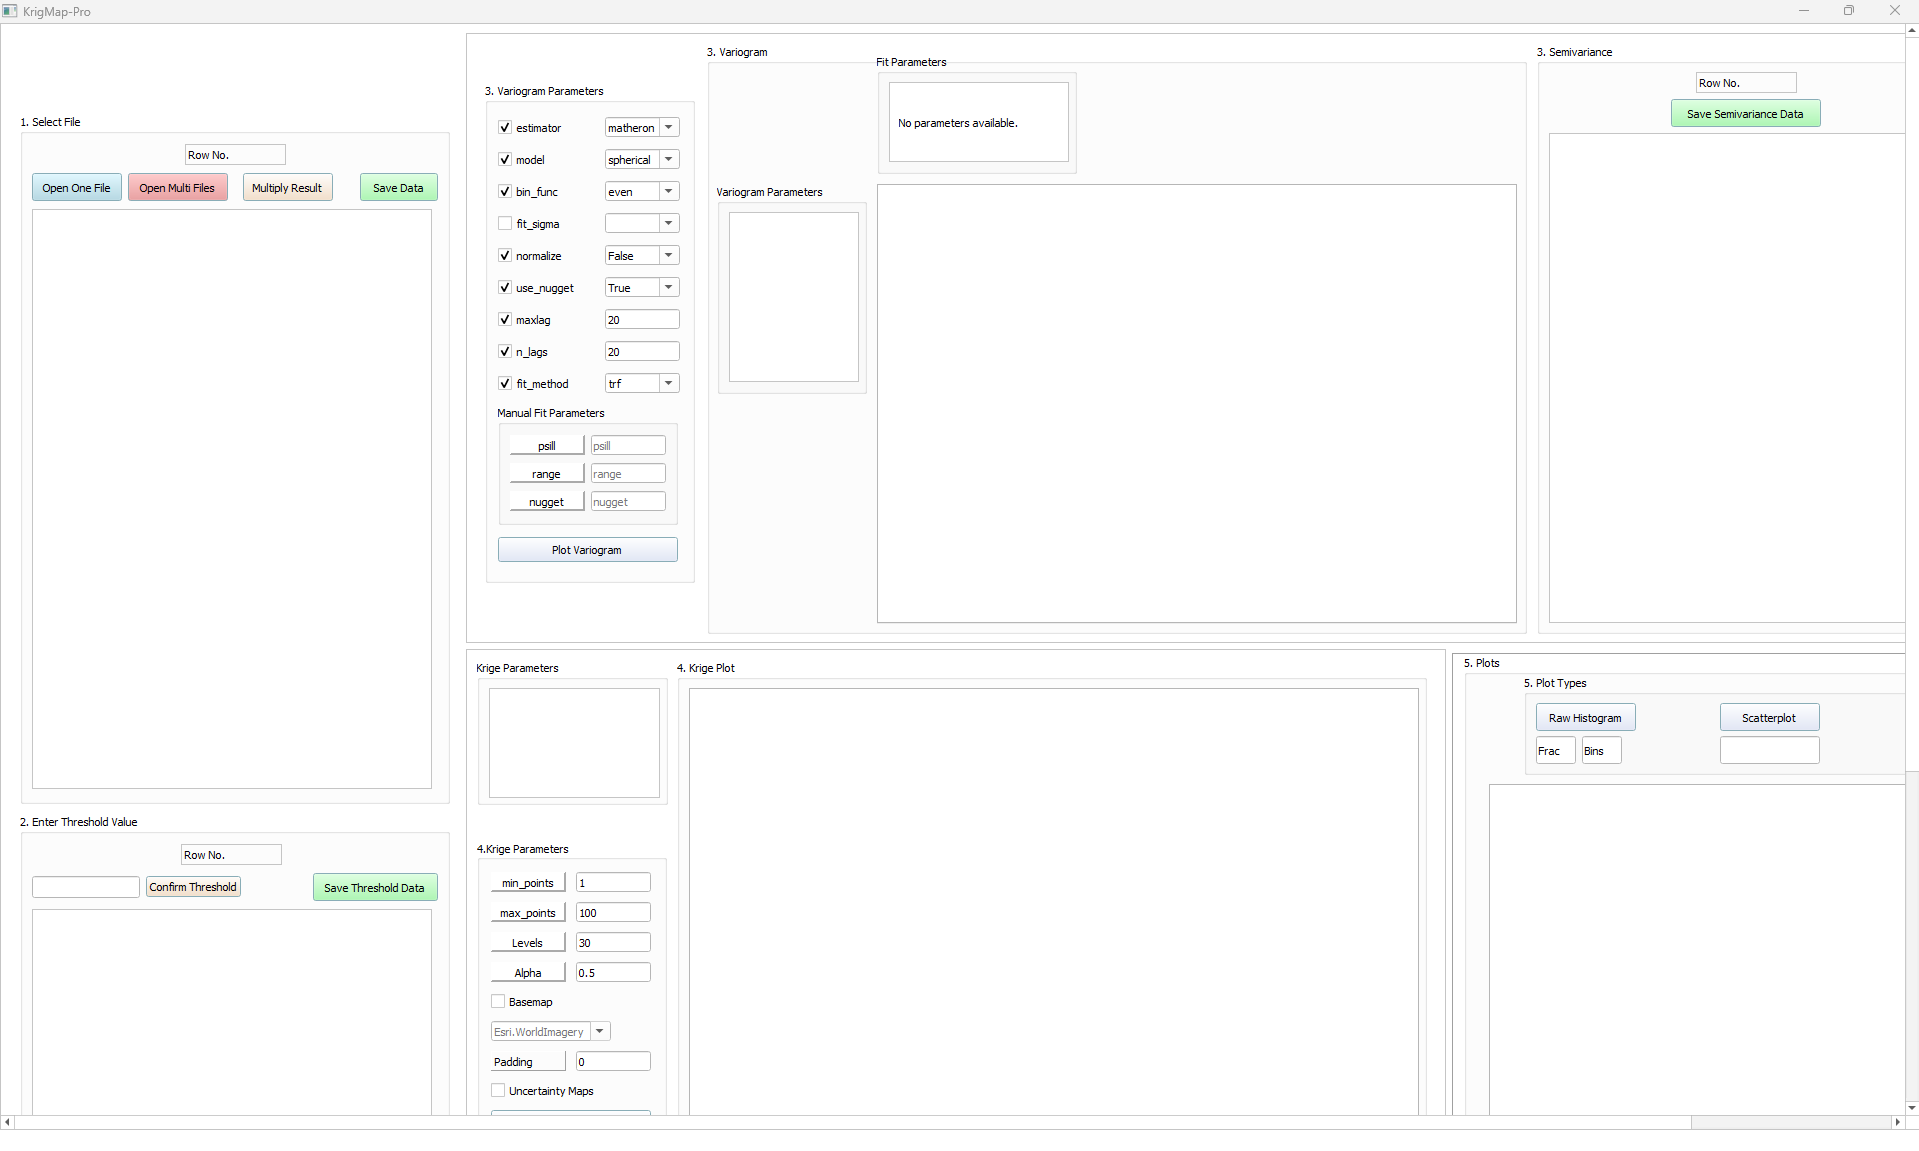 KrigMap-Pro
1. Select File
Row No.
Open One File
Open Multi Files
Multiply Result
Save Data
2. Enter Threshold Value
Row No.
Confirm Threshold
Save Threshold Data
3. Variogram Parameters
estimator matheron
model spherical
bin_func even
fit_sigma
normalize False
use_nugget True
maxlag 20
n_lags 20
fit_method trf
Manual Fit Parameters
psill psill
range range
nugget nugget
Plot Variogram
3. Variogram
Fit Parameters
No parameters available.
Variogram Parameters
3. Semivariance
Row No.
Save Semivariance Data
Krige Parameters
4.Krige Parameters
min_points 1
max_points 100
Levels 30
Alpha 0.5
Basemap
Esri.WorldImagery
Padding 0
Uncertainty Maps
4. Krige Plot
5. Plots
5. Plot Types
Raw Histogram
Scatterplot
Frac
Bins